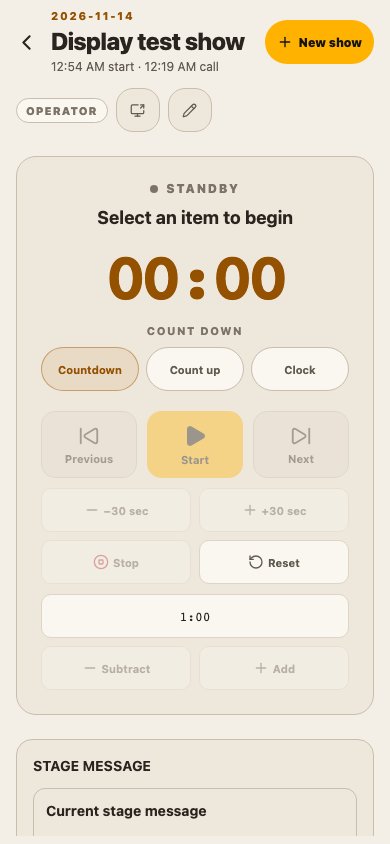 2026-11-14
Display test show
12:54 AM start · 12:19 AM call
New show
OPERATOR
STANDBY
Select an item to begin
00:00
COUNT DOWN
Countdown Count up Clock
Previous Start Next
−30 sec +30 sec
Stop Reset
1:00
Subtract Add
STAGE MESSAGE
Current stage message